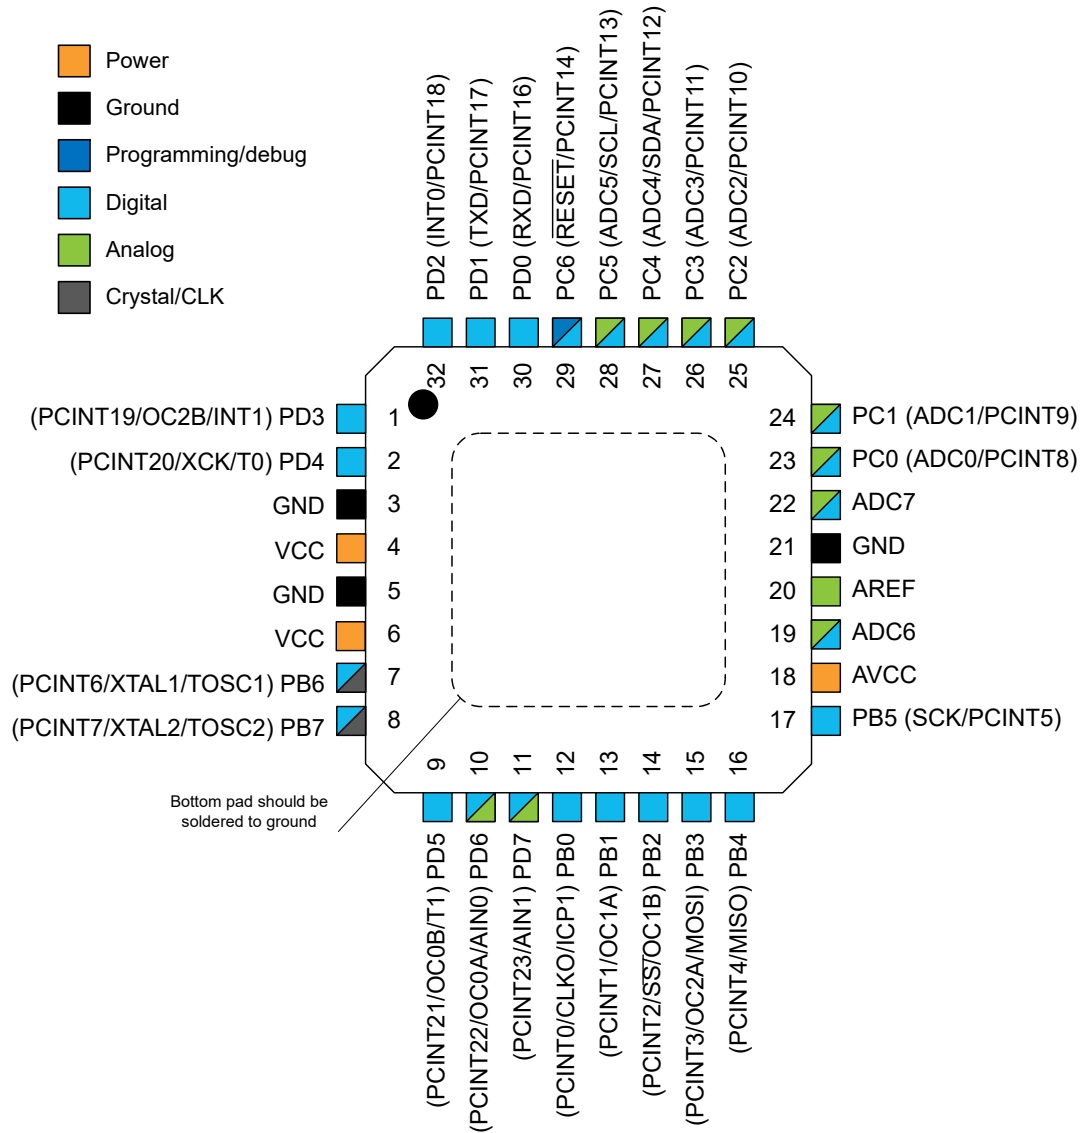 Power
Ground
Programming/debug
Digital
Analog
Crystal/CLK
PD2 (INT0/PCINT18)
PD1 (TXD/PCINT17)
PD0 (RXD/PCINT16)
PC6 (RESET/PCINT14)
PC5 (ADC5/SCL/PCINT13)
PC4 (ADC4/SDA/PCINT12)
PC3 (ADC3/PCINT11)
PC2 (ADC2/PCINT10)
32
31
30
29
28
27
26
25
(PCINT19/OC2B/INT1) PD3
1
(PCINT20/XCK/T0) PD4
2
GND
3
VCC
4
GND
5
VCC
6
(PCINT6/XTAL1/TOSC1) PB6
7
(PCINT7/XTAL2/TOSC2) PB7
8
24
PC1 (ADC1/PCINT9)
23
PC0 (ADC0/PCINT8)
22
ADC7
21
GND
20
AREF
19
ADC6
18
AVCC
17
PB5 (SCK/PCINT5)
9
10
11
12
13
14
15
16
Bottom pad should be
soldered to ground
(PCINT21/OC0B/T1) PD5
(PCINT22/OC0A/AIN0) PD6
(PCINT23/AIN1) PD7
(PCINT0/CLKO/ICP1) PB0
(PCINT1/OC1A) PB1
(PCINT2/SS/OC1B) PB2
(PCINT3/OC2A/MOSI) PB3
(PCINT4/MISO) PB4